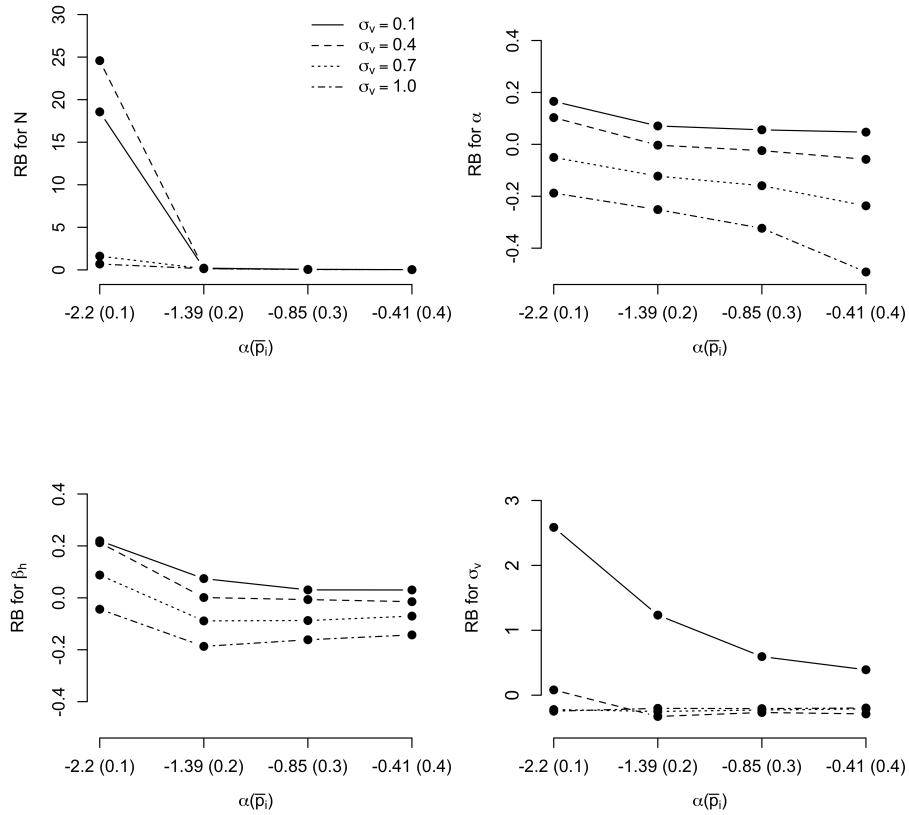 RB for N
30
25
20
15
10
5
0
σv = 0.1
σv = 0.4
σv = 0.7
σv = 1.0
-2.2 (0.1) -1.39 (0.2) -0.85 (0.3) -0.41 (0.4)
α(p̅i)
RB for α
0.4
0.2
0.0
-0.2
-0.4
-2.2 (0.1) -1.39 (0.2) -0.85 (0.3) -0.41 (0.4)
α(p̅i)
RB for βh
0.4
0.2
0.0
-0.2
-0.4
-2.2 (0.1) -1.39 (0.2) -0.85 (0.3) -0.41 (0.4)
α(p̅i)
RB for σv
3
2
1
0
-2.2 (0.1) -1.39 (0.2) -0.85 (0.3) -0.41 (0.4)
α(p̅i)